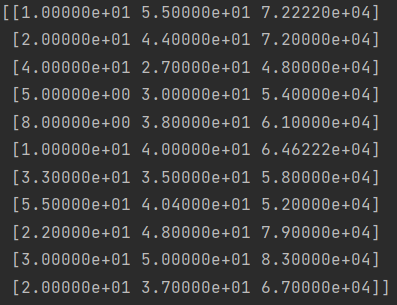 [[1.00000e+01 5.50000e+01 7.22220e+04]
[2.00000e+01 4.40000e+01 7.20000e+04]
[4.00000e+01 2.70000e+01 4.80000e+04]
[5.00000e+00 3.00000e+01 5.40000e+04]
[8.00000e+00 3.80000e+01 6.10000e+04]
[1.00000e+01 4.00000e+01 6.46222e+04]
[3.30000e+01 3.50000e+01 5.80000e+04]
[5.50000e+01 4.04000e+01 5.20000e+04]
[2.20000e+01 4.80000e+01 7.90000e+04]
[3.00000e+01 5.00000e+01 8.30000e+04]
[2.00000e+01 3.70000e+01 6.70000e+04]]